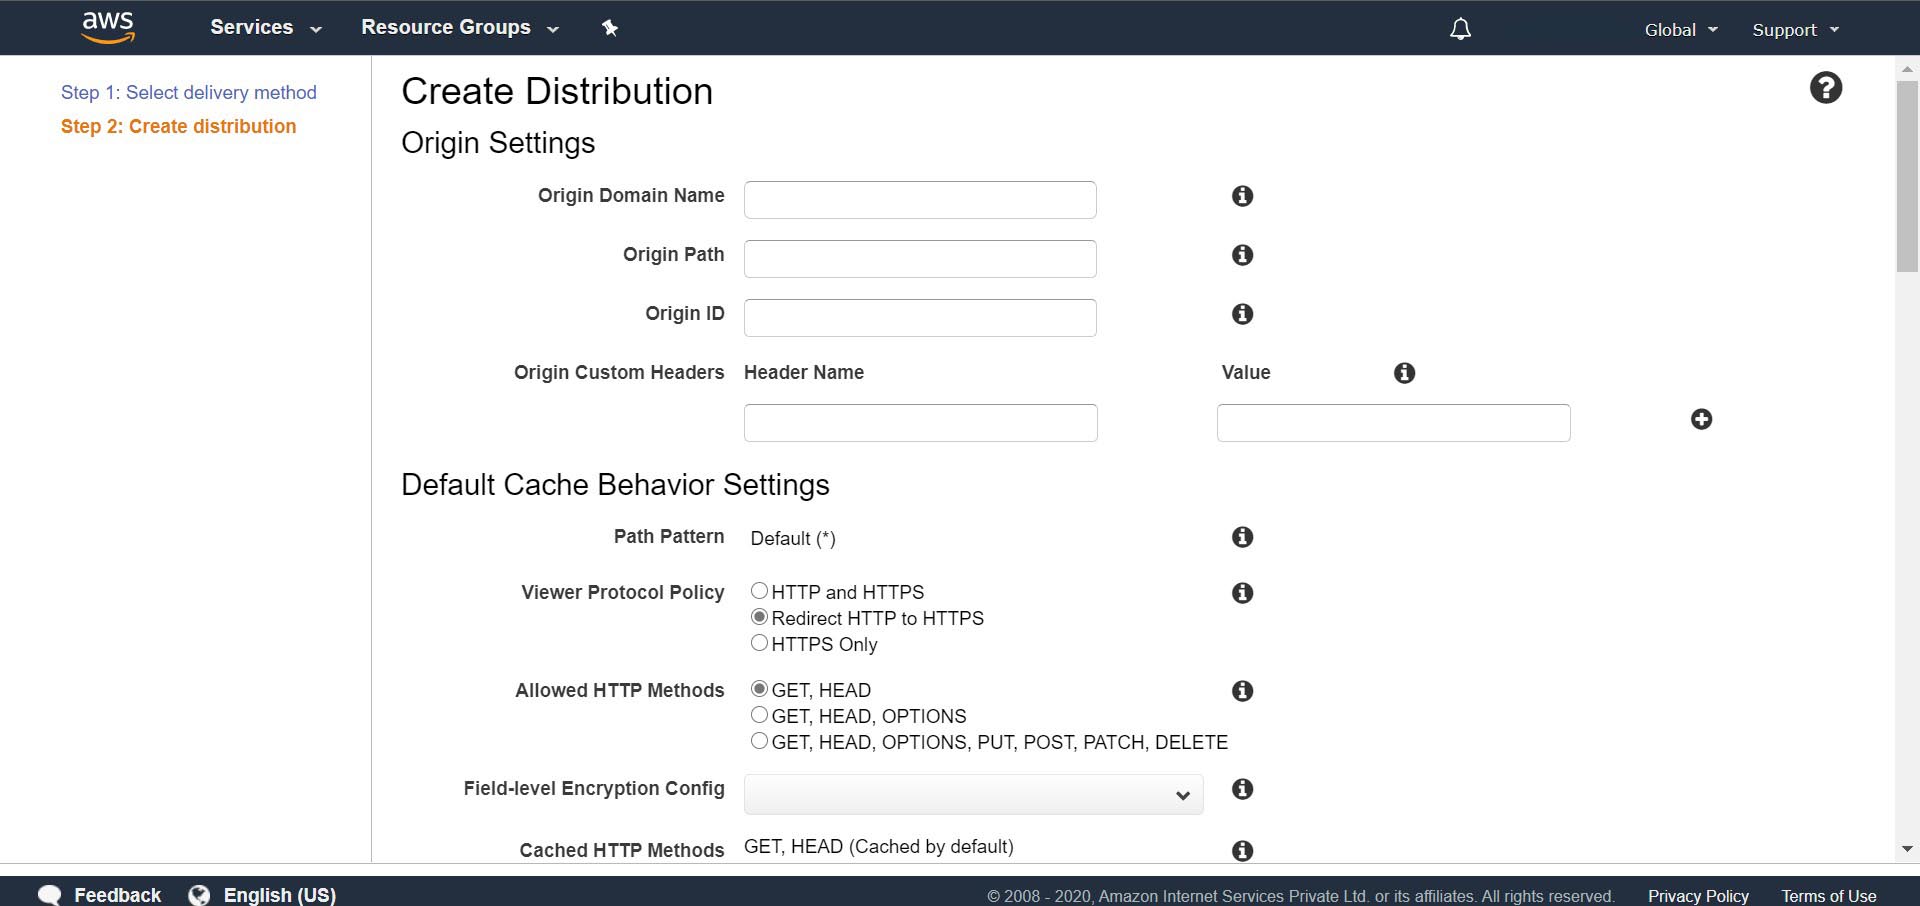 aws Services Resource Groups Global Support
Step 1: Select delivery method
Step 2: Create distribution
Create Distribution
Origin Settings
Origin Domain Name
Origin Path
Origin ID
Origin Custom Headers Header Name Value
Default Cache Behavior Settings
Path Pattern Default (*)
Viewer Protocol Policy HTTP and HTTPS
Redirect HTTP to HTTPS
HTTPS Only
Allowed HTTP Methods GET, HEAD
GET, HEAD, OPTIONS
GET, HEAD, OPTIONS, PUT, POST, PATCH, DELETE
Field-level Encryption Config
Cached HTTP Methods GET, HEAD (Cached by default)
Feedback English (US) © 2008 - 2020, Amazon Internet Services Private Ltd. or its affiliates. All rights reserved. Privacy Policy Terms of Use